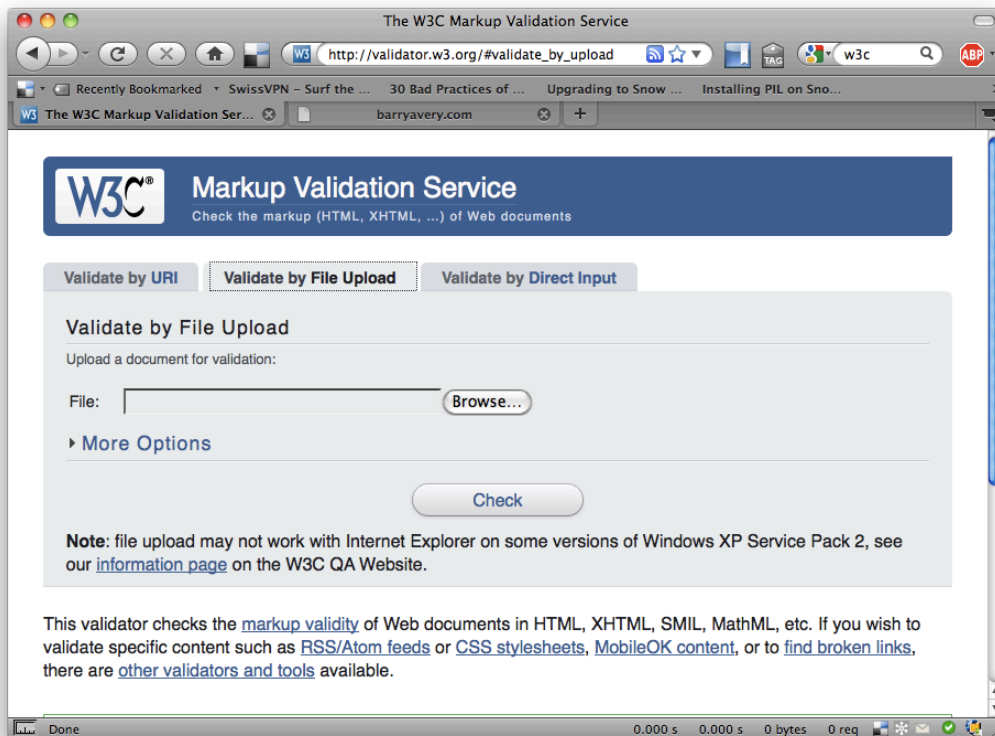 The W3C Markup Validation Service
W3 http://validator.w3.org/#validate_by_upload TAG w3c ABP
Recently Bookmarked SwissVPN – Surf the ... 30 Bad Practices of ... Upgrading to Snow ... Installing PIL on Sno...
W3 The W3C Markup Validation Ser... barryavery.com +
W3C® Markup Validation Service
Check the markup (HTML, XHTML, ...) of Web documents
Validate by URI Validate by File Upload Validate by Direct Input
Validate by File Upload
Upload a document for validation:
File: Browse...
More Options
Check
Note: file upload may not work with Internet Explorer on some versions of Windows XP Service Pack 2, see
our information page on the W3C QA Website.
This validator checks the markup validity of Web documents in HTML, XHTML, SMIL, MathML, etc. If you wish to
validate specific content such as RSS/Atom feeds or CSS stylesheets, MobileOK content, or to find broken links,
there are other validators and tools available.
Done 0.000 s 0.000 s 0 bytes 0 req